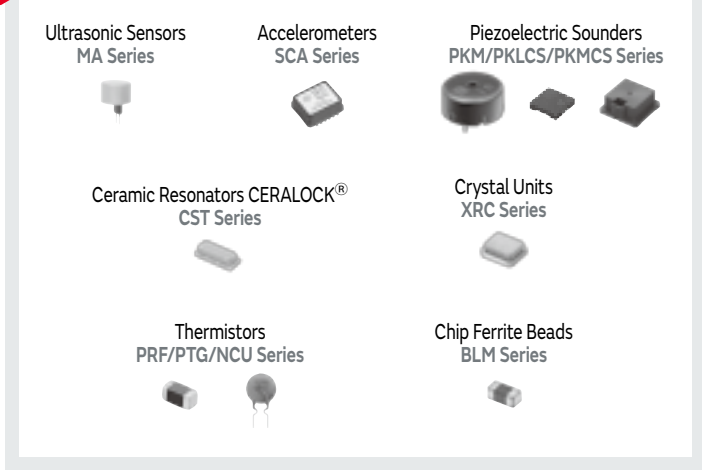 Ultrasonic Sensors
MA Series
Accelerometers
SCA Series
Piezoelectric Sounders
PKM/PKLCS/PKMCS Series
Ceramic Resonators CERALOCK®
CST Series
Crystal Units
XRC Series
Thermistors
PRF/PTG/NCU Series
Chip Ferrite Beads
BLM Series